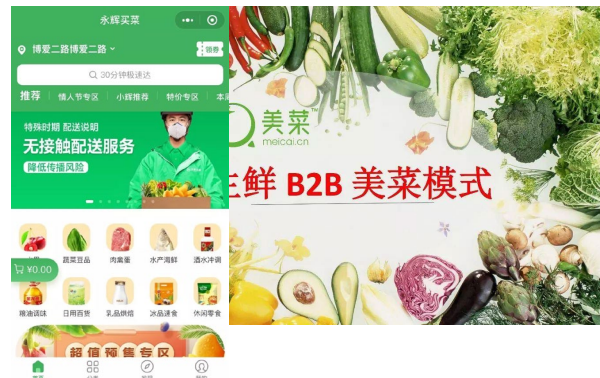 永辉买菜
博爱二路博爱二路
领券
30分钟极速达
推荐 情人节专区 小辉推荐 特价专区
特殊时期 配送说明
无接触配送服务
降低传播风险
¥0.00
蔬菜豆品 肉禽蛋 水产海鲜 酒水冲调
粮油调味 日用百货 乳品烘焙 冰品速食 休闲零食
超值预售专区
美菜™
meicai.cn
鲜 B2B 美菜模式